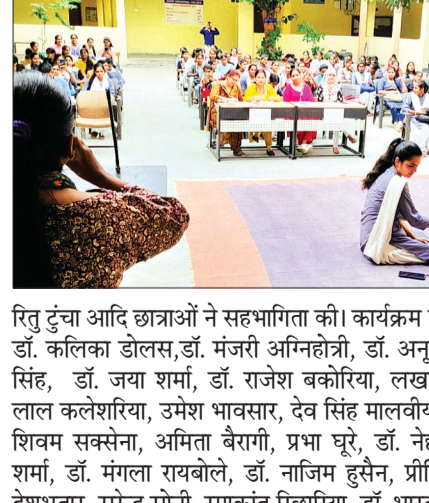 रितु टुंचा आदि छात्राओं ने सहभागिता की। कार्यक्रम
डॉ. कलिका डोलस,डॉ. मंजरी अग्निहोत्री, डॉ. अनू
सिंह, डॉ. जया शर्मा, डॉ. राजेश बकोरिया, लख
लाल कलेशरिया, उमेश भावसार, देव सिंह मालवीय
शिवम सक्सेना, अमिता बैरागी, प्रभा घूरे, डॉ. नेह
शर्मा, डॉ. मंगला रायबोले, डॉ. नाजिम हुसैन, प्रीि